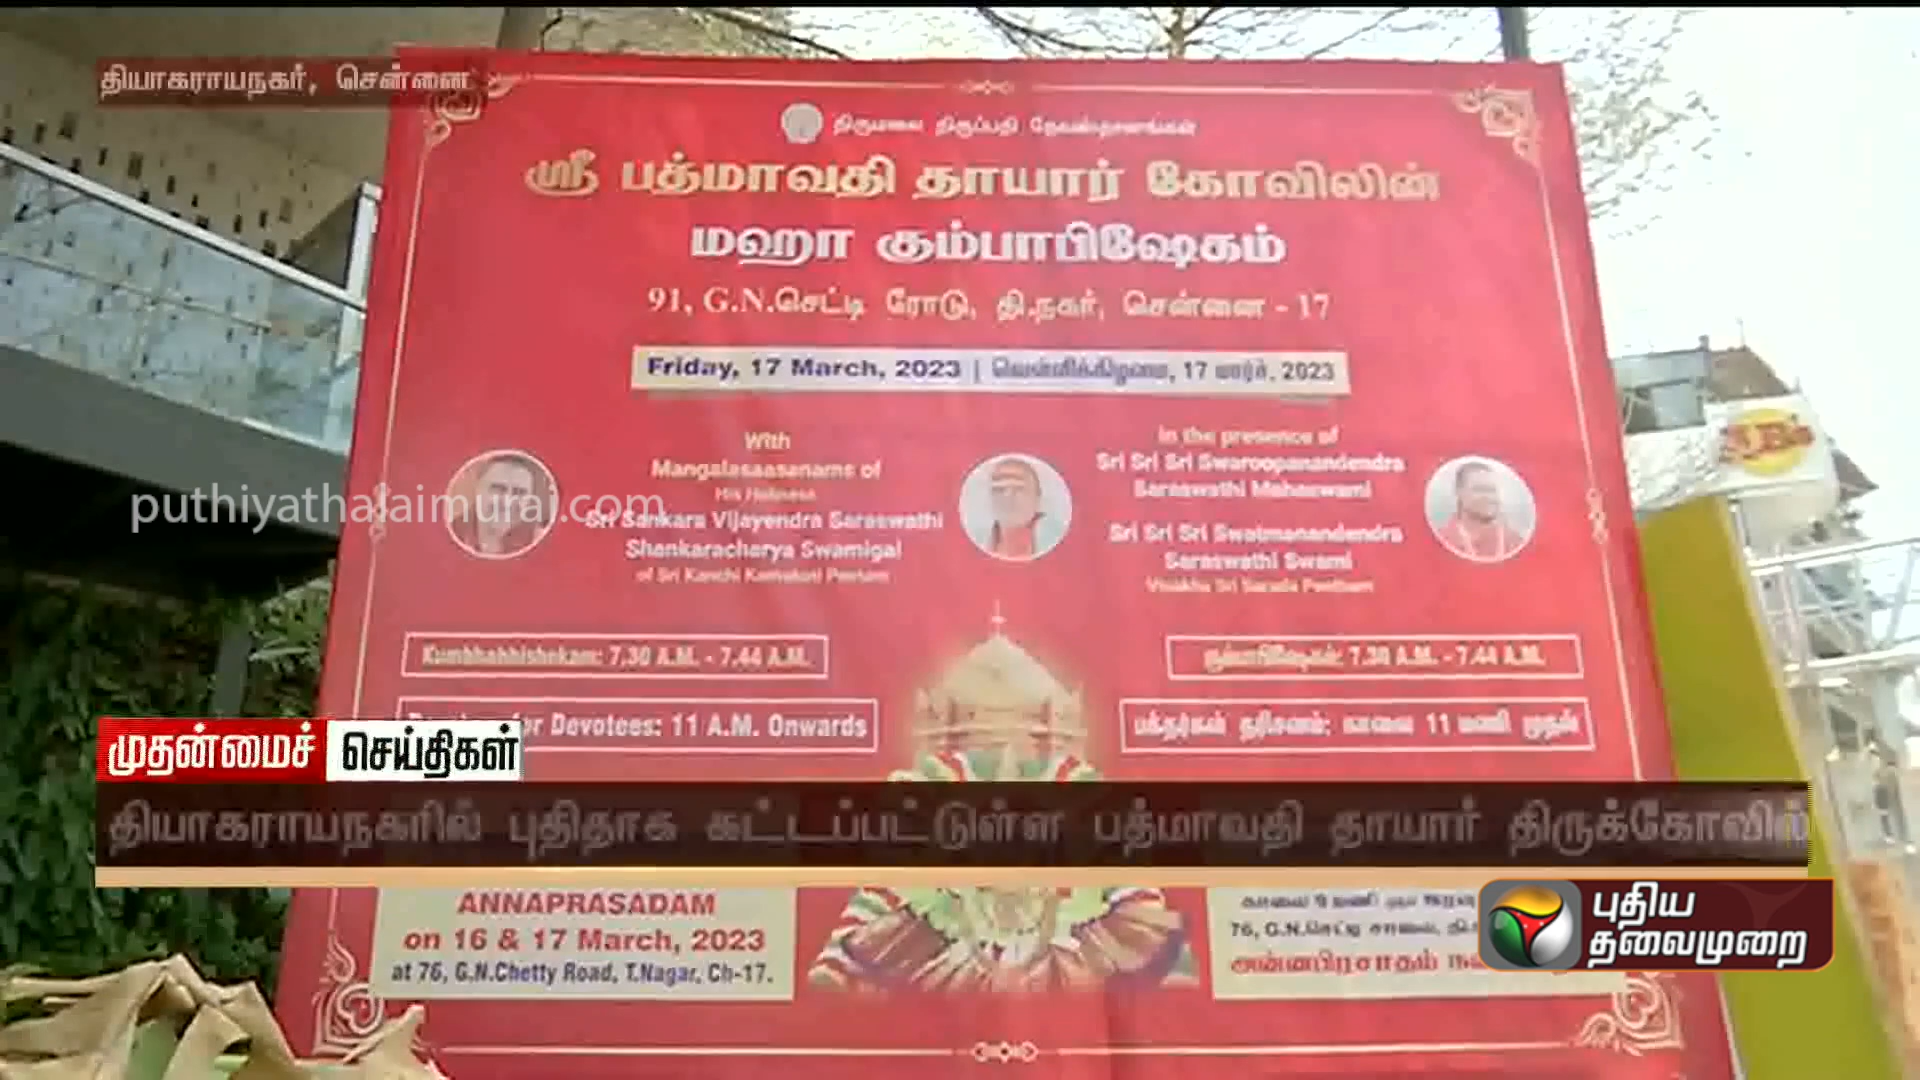 தியாகராயநகர், சென்னை
திருமலை திருப்பதி தேவஸ்தானங்கள்
ஸ்ரீ பத்மாவதி தாயார் கோவிலின்
மஹா கும்பாபிஷேகம்
91, G.N.செட்டி ரோடு, தி.நகர், சென்னை - 17
Friday, 17 March, 2023 | வெள்ளிக்கிழமை, 17 மார்ச், 2023
With
Mangalasaasanams of
His Holiness
Sri Sankara Vijayendra Saraswathi
Shankaracharya Swamigal
of Sri Kanchi Kamakoti Peetam
In the presence of
Sri Sri Sri Swaroopanandendra
Saraswathi Mahaswami
Sri Sri Sri Swatmanandendra
Saraswathi Swami
Visakha Sri Sarada Peetham
puthiyathalaimurai.com
Kumbhabhishekam: 7.30 A.M. - 7.44 A.M.
கும்பாபிஷேகம்: 7.30 A.M. - 7.44 A.M.
for Devotees: 11 A.M. Onwards
பக்தர்கள் தரிசனம்: காலை 11 மணி முதல்
முதன்மைச் செய்திகள்
தியாகராயநகரில் புதிதாக கட்டப்பட்டுள்ள பத்மாவதி தாயார் திருக்கோவில்
ANNAPRASADAM
on 16 & 17 March, 2023
at 76, G.N.Chetty Road, T.Nagar, Ch-17.
காலை 9 மணி முதல் இரவு
76, G.N.செட்டி சாலை,
அன்னபிரசாதம்
புதிய
தலைமுறை